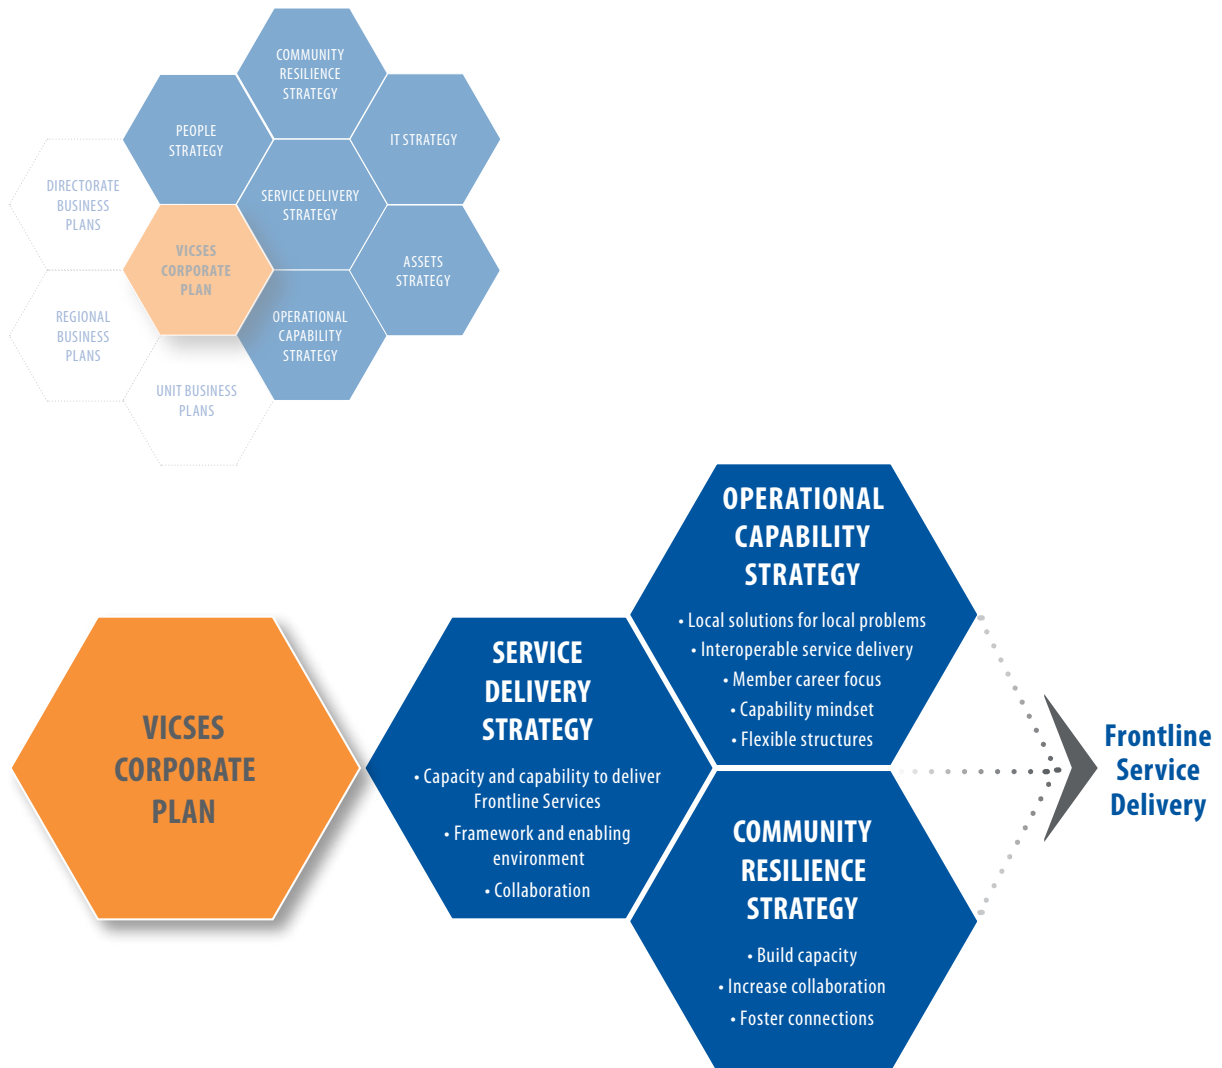 COMMUNITY
RESILIENCE
STRATEGY
PEOPLE
STRATEGY
IT STRATEGY
DIRECTORATE
BUSINESS
PLANS
SERVICE DELIVERY
STRATEGY
VICSES
CORPORATE
PLAN
ASSETS
STRATEGY
REGIONAL
BUSINESS
PLANS
OPERATIONAL
CAPABILITY
STRATEGY
UNIT BUSINESS
PLANS
VICSES
CORPORATE
PLAN
SERVICE
DELIVERY
STRATEGY
• Capacity and capability to deliver
Frontline Services
• Framework and enabling
environment
• Collaboration
OPERATIONAL
CAPABILITY
STRATEGY
• Local solutions for local problems
• Interoperable service delivery
• Member career focus
• Capability mindset
• Flexible structures
COMMUNITY
RESILIENCE
STRATEGY
• Build capacity
• Increase collaboration
• Foster connections
Frontline
Service
Delivery